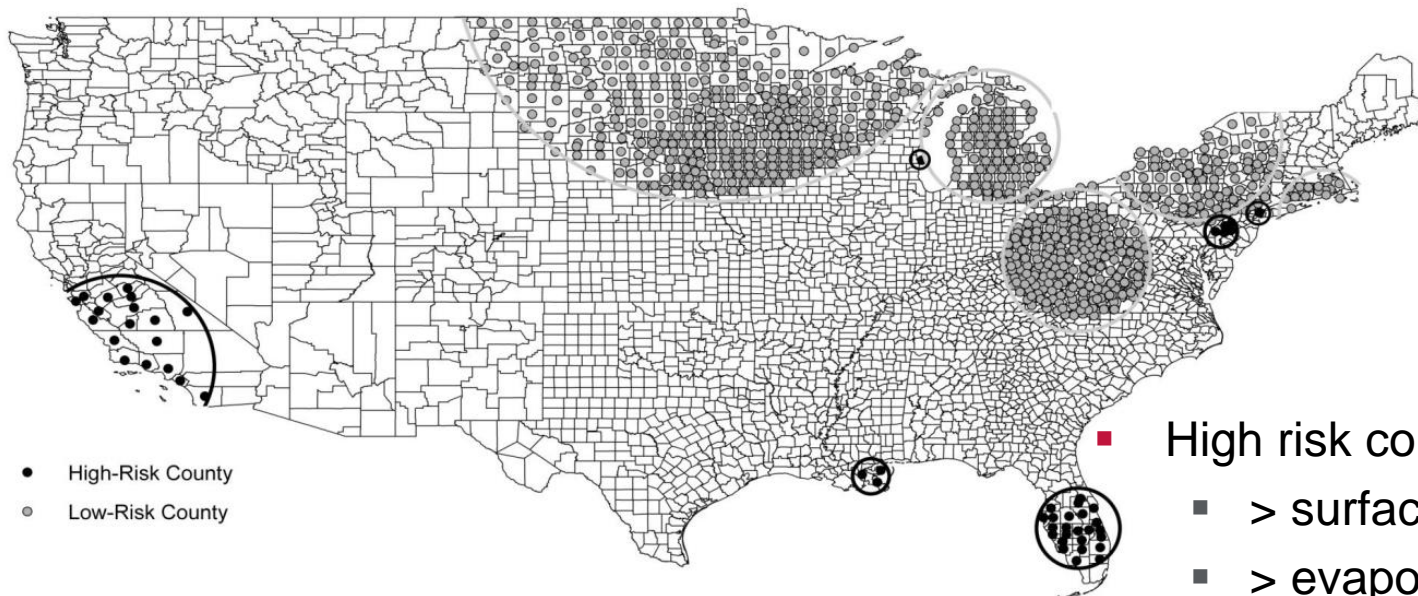 High-Risk County
Low-Risk County
High risk co
> surfac
> evapo